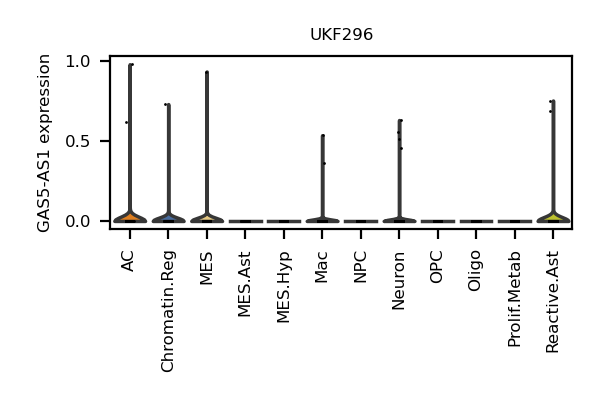 UKF296
GAS5-AS1 expression
1.0
0.5
0.0
AC
Chromatin.Reg
MES
MES.Ast
MES.Hyp
Mac
NPC
Neuron
OPC
Oligo
Prolif.Metab
Reactive.Ast